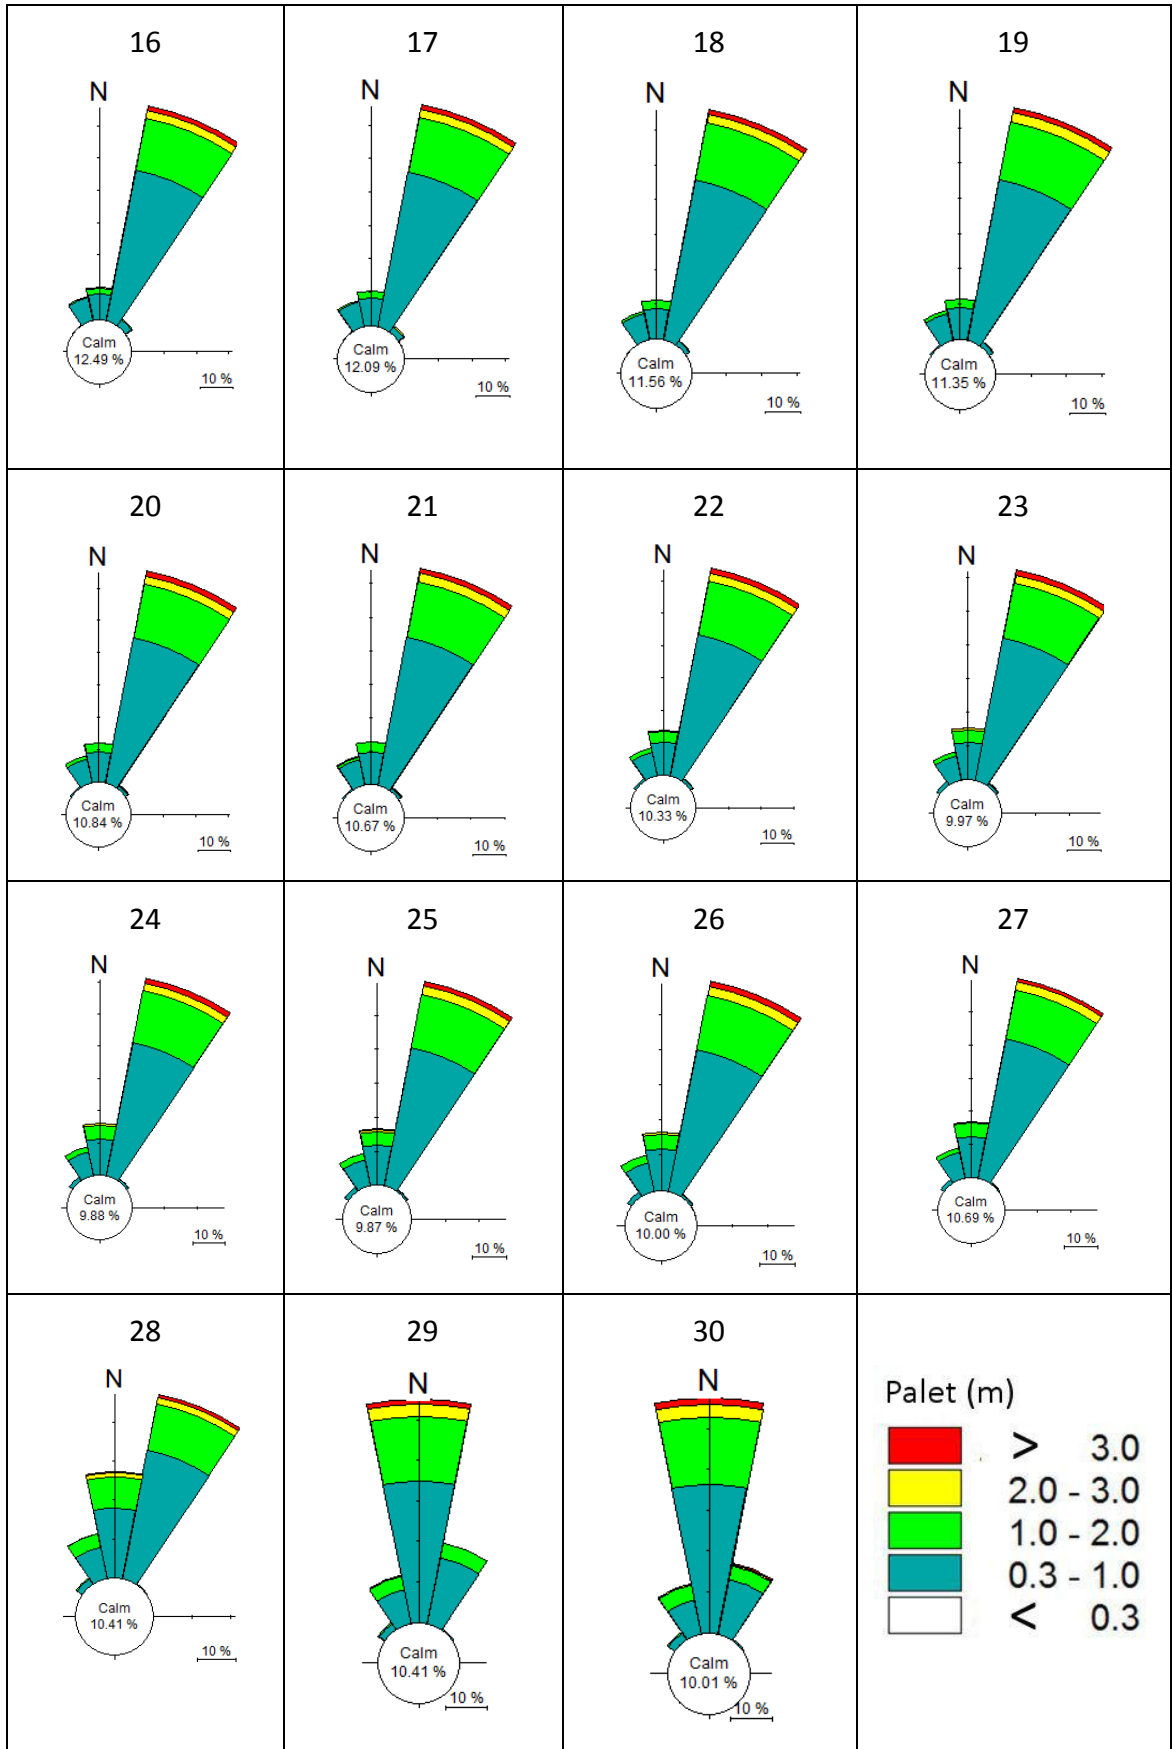 16
N
Calm
12.49 %
10 %
17
N
Calm
12.09 %
10 %
18
N
Calm
11.56 %
10 %
19
N
Calm
11.35 %
10 %
20
N
Calm
10.84 %
10 %
21
N
Calm
10.67 %
10 %
22
N
Calm
10.33 %
10 %
23
N
Calm
9.97 %
10 %
24
N
Calm
9.88 %
10 %
25
N
Calm
9.87 %
10 %
26
N
Calm
10.00 %
10 %
27
N
Calm
10.69 %
10 %
28
N
Calm
10.41 %
10 %
29
N
Calm
10.41 %
10 %
30
N
Calm
10.01 %
10 %
Palet (m)
> 3.0
2.0 - 3.0
1.0 - 2.0
0.3 - 1.0
< 0.3